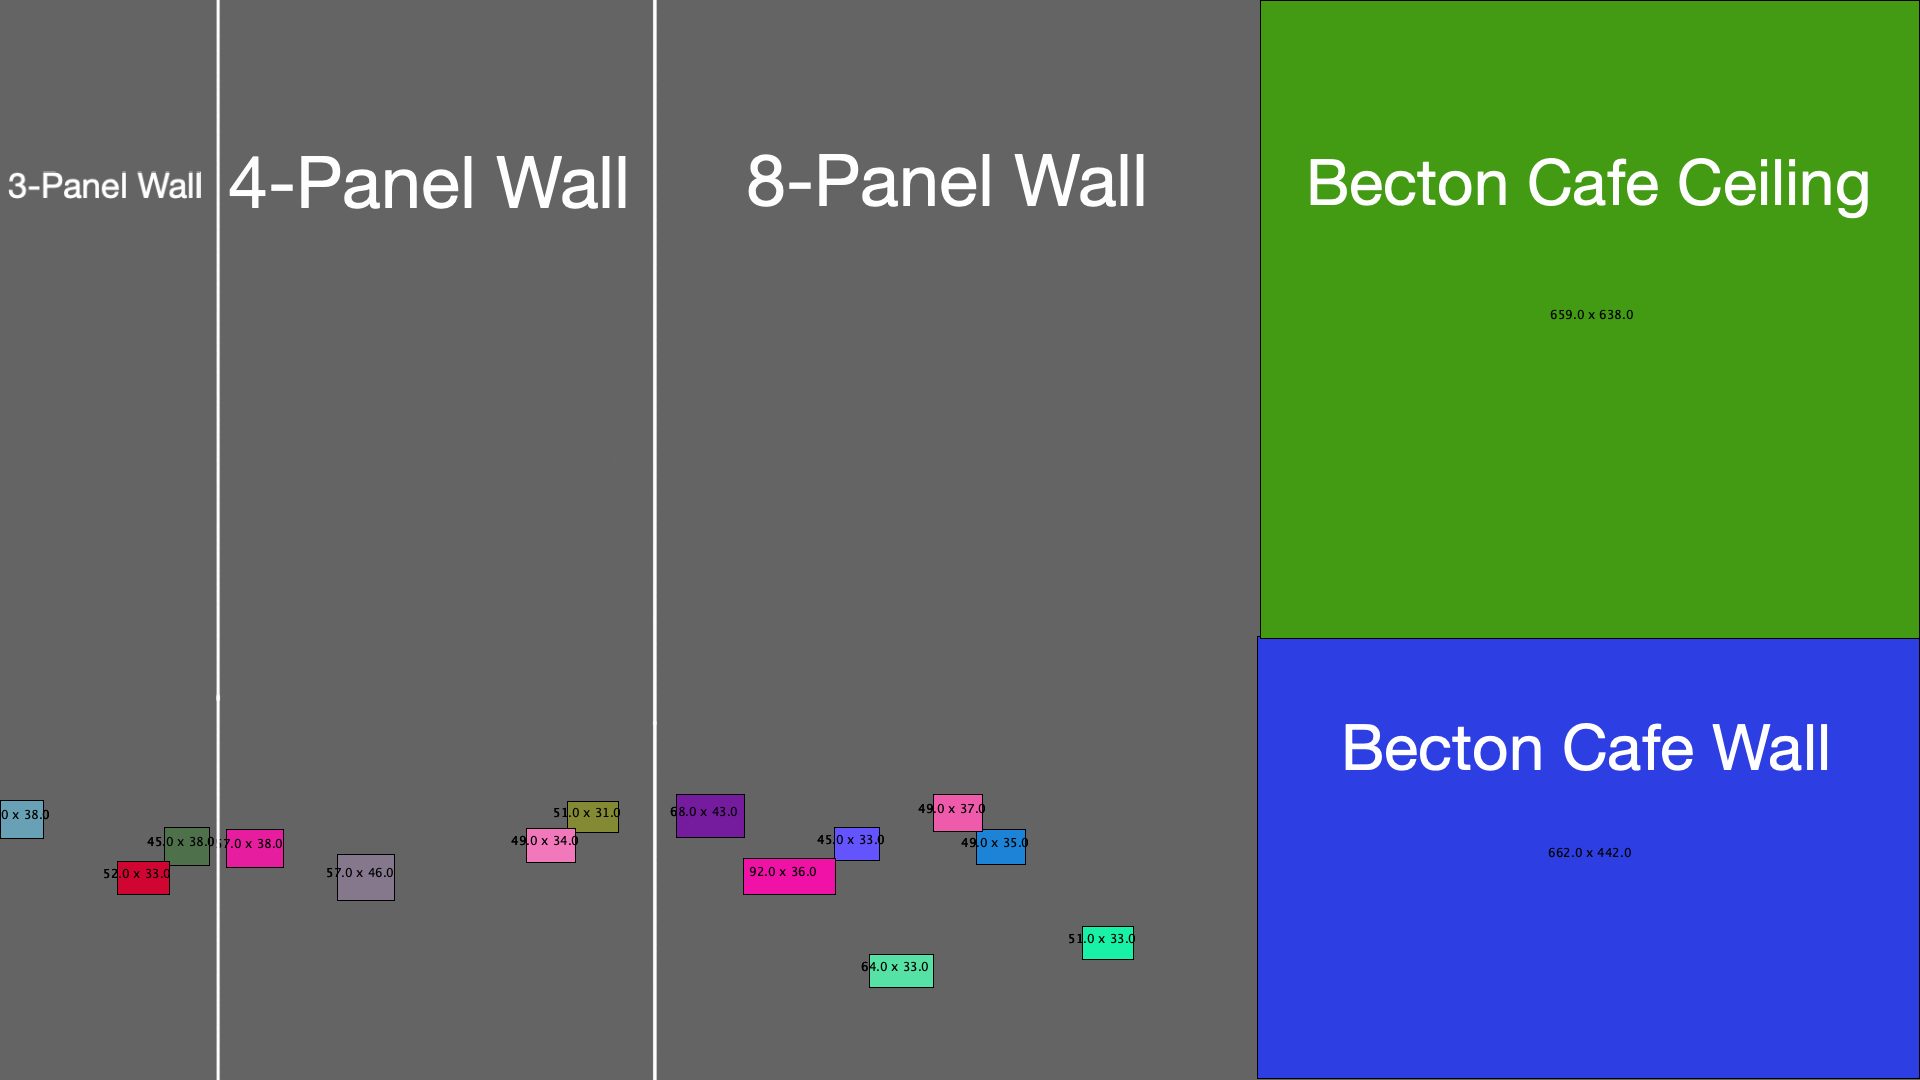 3-Panel Wall
4-Panel Wall
8-Panel Wall
Becton Cafe Ceiling
659.0 x 638.0
Becton Cafe Wall
662.0 x 442.0
0 x 38.0
45.0 x 38.0
52.0 x 33.0
7.0 x 38.0
57.0 x 46.0
51.0 x 31.0
49.0 x 34.0
68.0 x 43.0
92.0 x 36.0
45.0 x 33.0
49.0 x 37.0
49.0 x 35.0
64.0 x 33.0
51.0 x 33.0